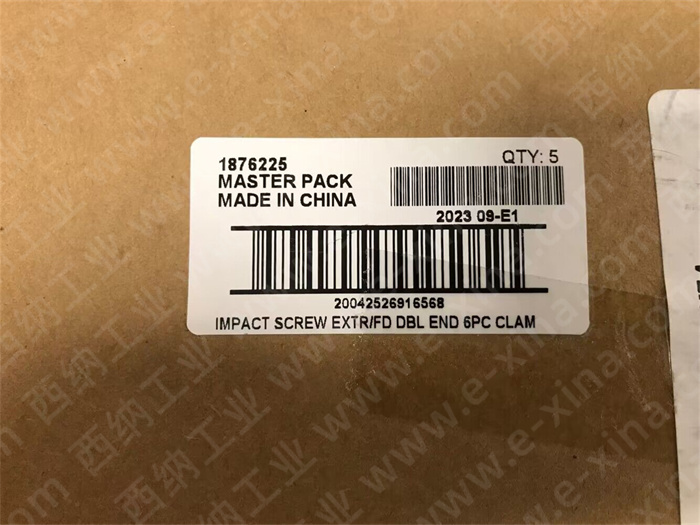 1876225
MASTER PACK
MADE IN CHINA
QTY: 5
2023 09-E1
20042526916568
IMPACT SCREW EXTR/FD DBL END 6PC CLAM
西纳工业 www.e-xina.com